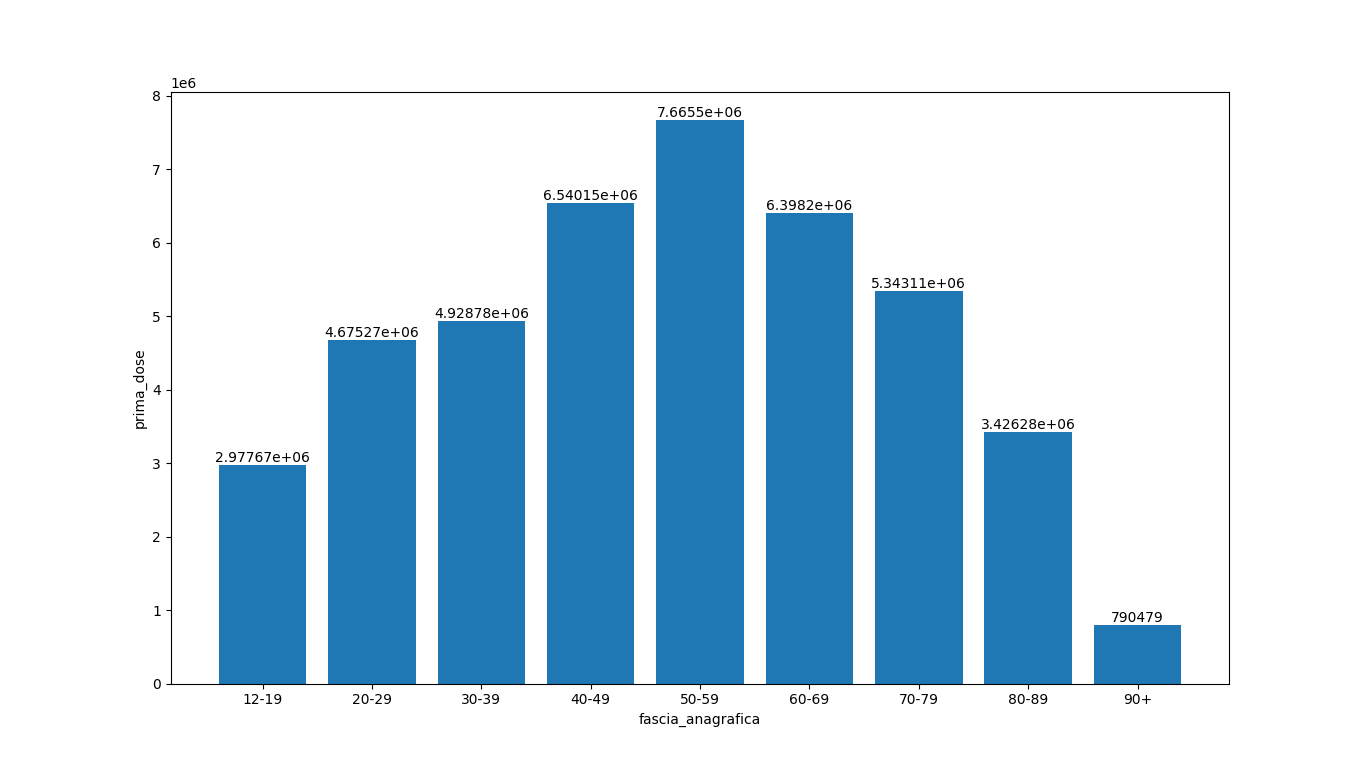 1e6
8
7
6
5
4
3
2
1
0
prima_dose
2.97767e+06
4.67527e+06
4.92878e+06
6.54015e+06
7.6655e+06
6.3982e+06
5.34311e+06
3.42628e+06
790479
12-19 20-29 30-39 40-49 50-59 60-69 70-79 80-89 90+
fascia_anagrafica